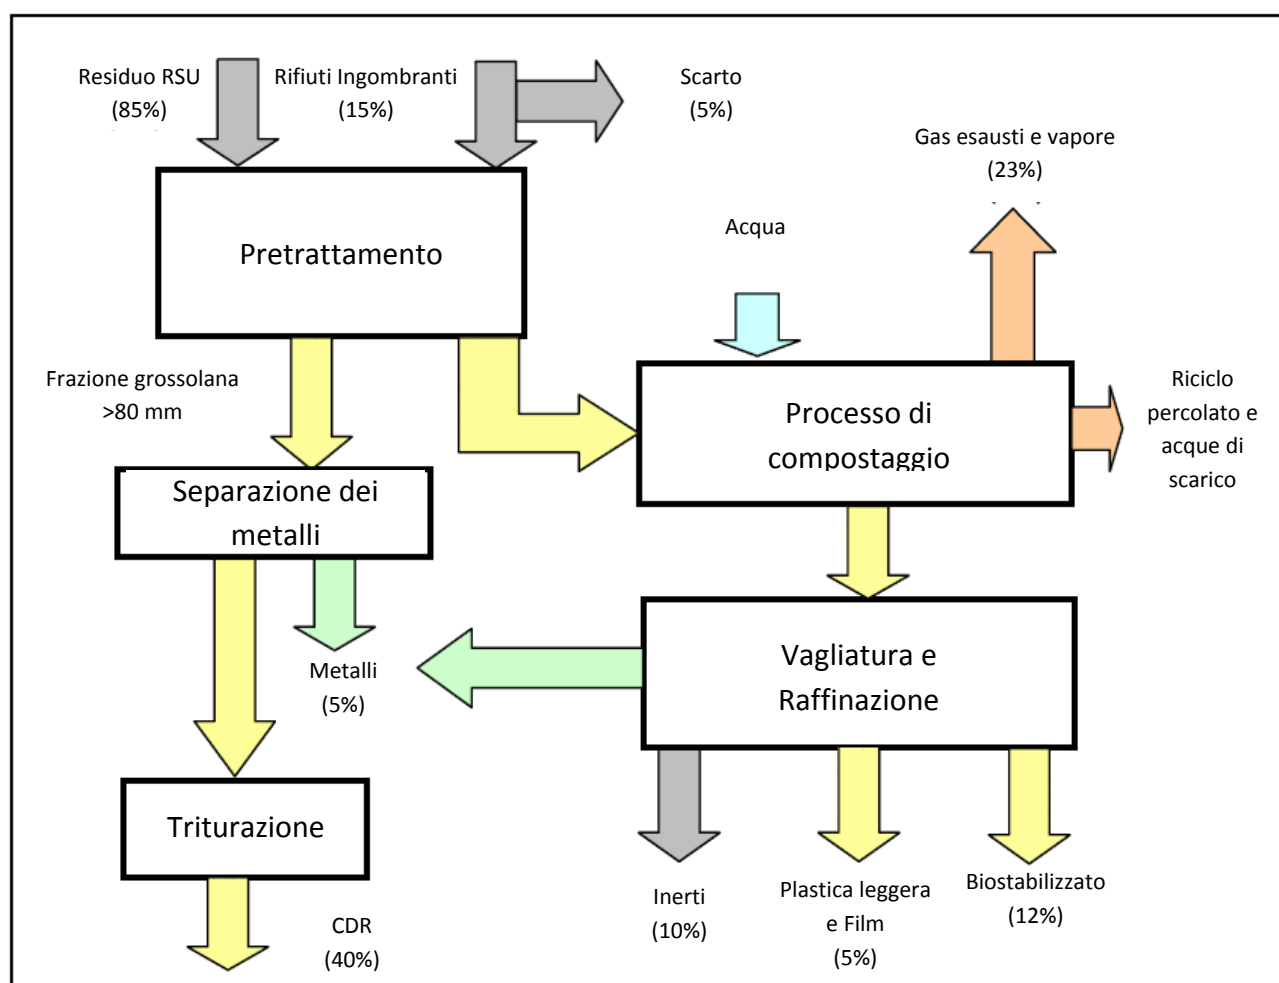 Residuo RSU
(85%)
Rifiuti Ingombranti
(15%)
Scarto
(5%)
Gas esausti e vapore
(23%)
Pretrattamento
Acqua
Frazione grossolana
>80 mm
Processo di
compostaggio
Riciclo
percolato e
acque di
scarico
Separazione dei
metalli
Metalli
(5%)
Vagliatura e
Raffinazione
Triturazione
CDR
(40%)
Inerti
(10%)
Plastica leggera
e Film
(5%)
Biostabilizzato
(12%)